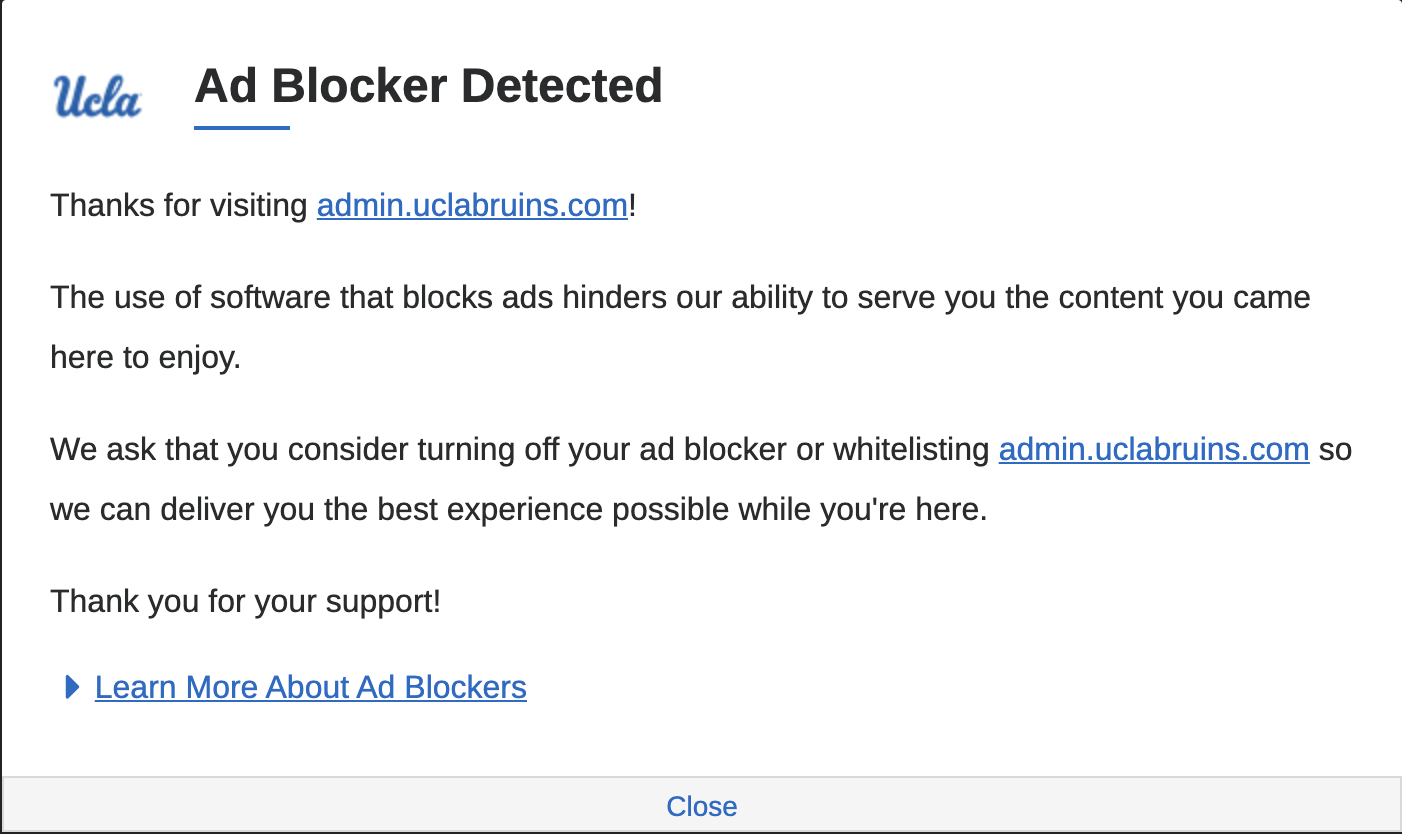 Ucla
Ad Blocker Detected
Thanks for visiting admin.uclabruins.com!
The use of software that blocks ads hinders our ability to serve you the content you came
here to enjoy.
We ask that you consider turning off your ad blocker or whitelisting admin.uclabruins.com so
we can deliver you the best experience possible while you're here.
Thank you for your support!
Learn More About Ad Blockers
Close